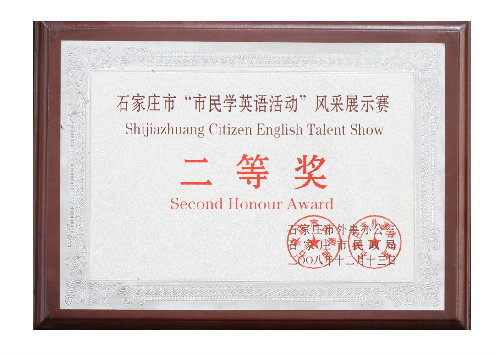 石家庄市“市民学英语活动”风采展示赛
Shijiazhuang Citizen English Talent Show
二等奖
Second Honour Award
石家庄市外事办公室
石家庄市民政局
二〇〇八年十二月十三日